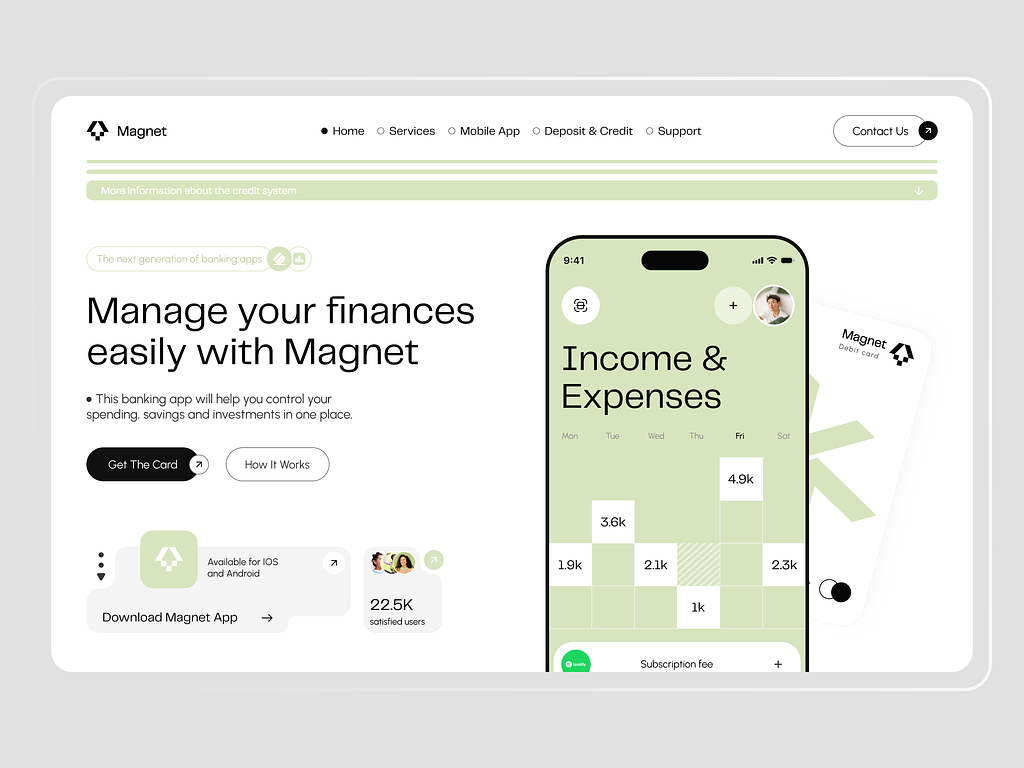 Magnet
Home
Services
Mobile App
Deposit & Credit
Support
Contact Us
More information about the credit system
The next generation of banking apps
Manage your finances
easily with Magnet
• This banking app will help you control your
spending, savings and investments in one place.
Get The Card
How It Works
Available for IOS
and Android
Download Magnet App
22.5K
satisfied users
9:41
Income &
Expenses
Mon
Tue
Wed
Thu
Fri
Sat
4.9k
3.6k
1.9k
2.1k
2.3k
1k
Spotify
Subscription fee
Magnet
Debit card